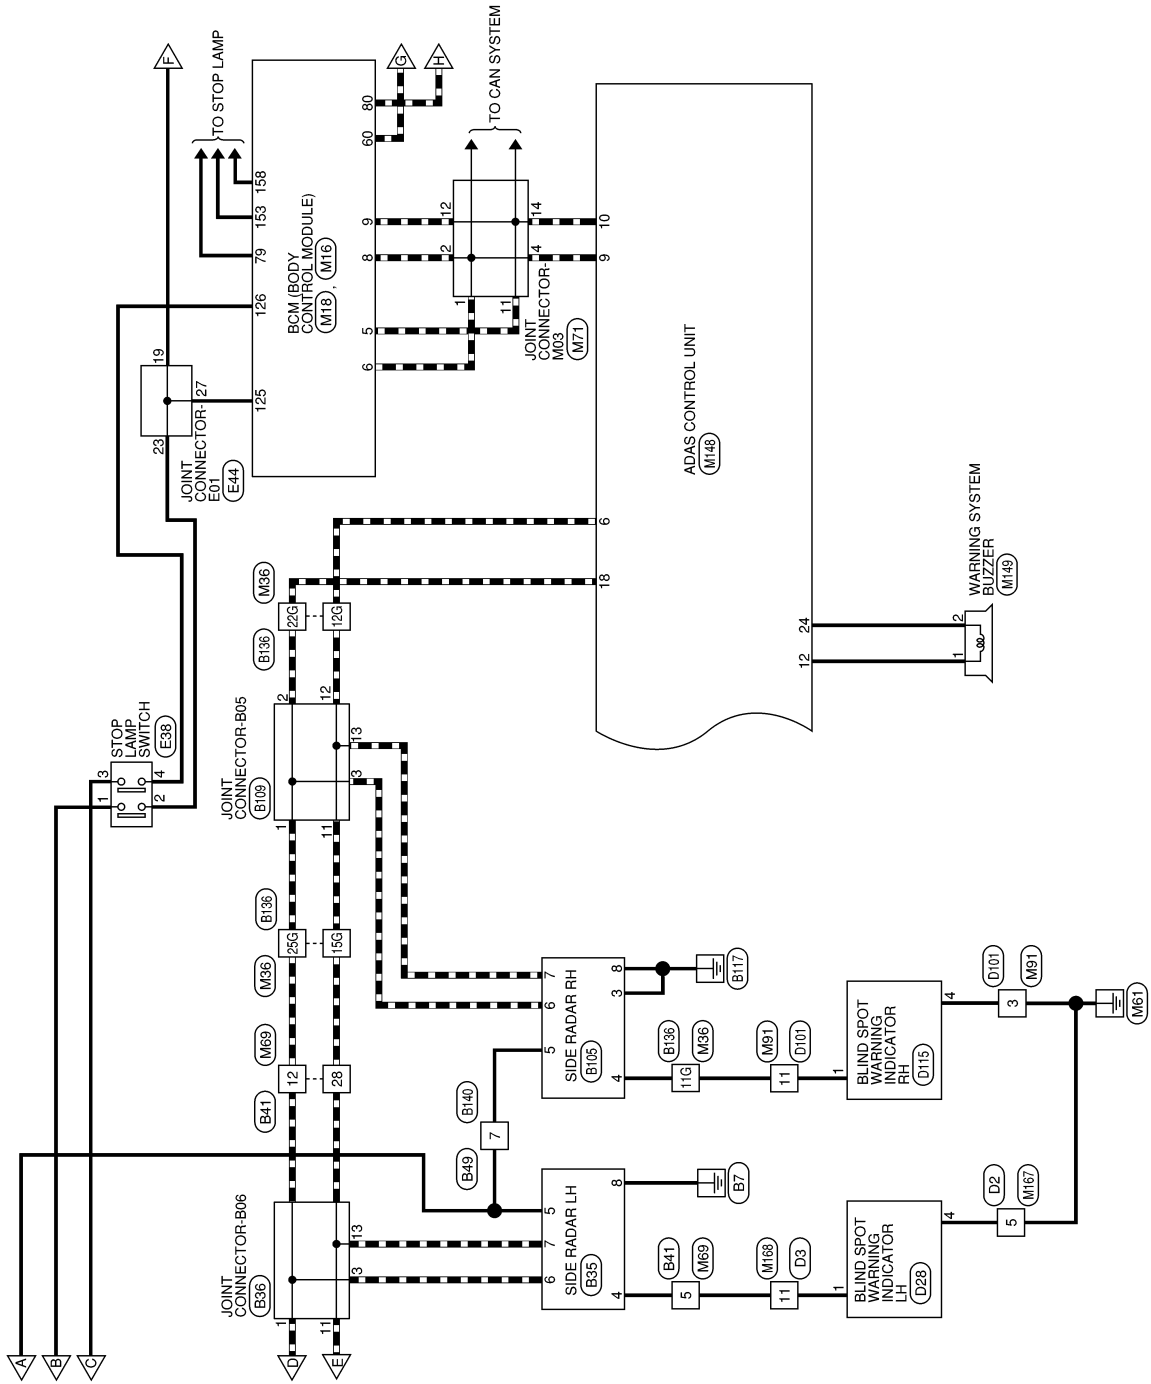 A
B
C
D
E
F
G
H
TO STOP LAMP
TO CAN SYSTEM
STOP
LAMP
SWITCH
E38
1
3
2
4
JOINT
CONNECTOR-
E01
E44
23
19
27
BCM (BODY
CONTROL MODULE)
M18 , M16
125
126
79
153
158
6
5
8
9
60
80
JOINT
CONNECTOR-
M03
M71
1
11
2
12
4
14
ADAS CONTROL UNIT
M148
18
6
9
10
12
24
WARNING SYSTEM
BUZZER
M149
1
2
JOINT
CONNECTOR-B06
B36
1
11
3
13
B41
M69
12
28
M36
B136
25G
15G
JOINT
CONNECTOR-B05
B109
1
11
3
13
2
12
B136
M36
22G
12G
B49
B140
7
SIDE RADAR LH
B35
6
7
5
4
8
B7
B41
M69
5
M168
D3
11
BLIND SPOT
WARNING
INDICATOR
LH
D28
1
4
D2
M167
5
SIDE RADAR RH
B105
5
6
7
4
3
8
B117
B136
M36
11G
M91
D101
11
BLIND SPOT
WARNING
INDICATOR
RH
D115
1
4
D101
M91
3
M61